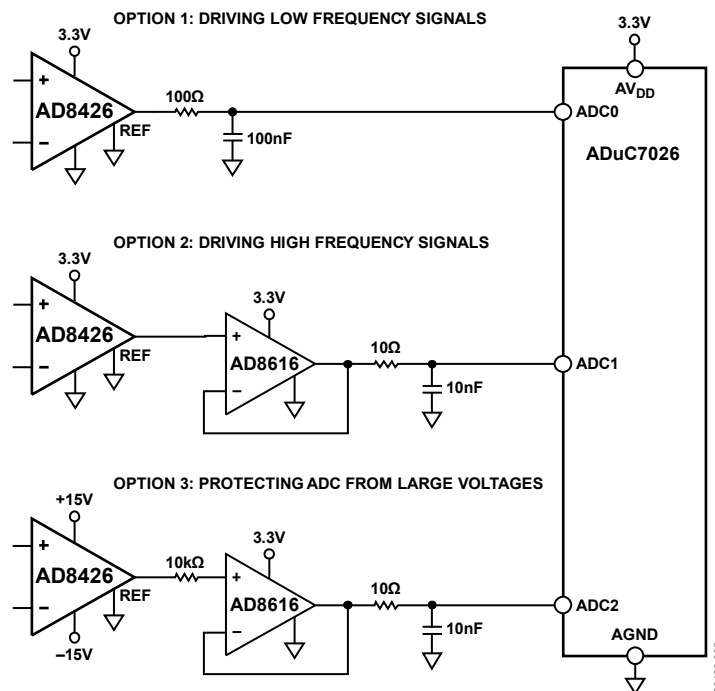 OPTION 1: DRIVING LOW FREQUENCY SIGNALS
3.3V
+
AD8426
−
REF
100Ω
100nF
3.3V
AVDD
ADC0
ADuC7026
OPTION 2: DRIVING HIGH FREQUENCY SIGNALS
3.3V
+
AD8426
−
REF
3.3V
+
AD8616
−
10Ω
10nF
ADC1
OPTION 3: PROTECTING ADC FROM LARGE VOLTAGES
+15V
+
AD8426
−
REF
−15V
10kΩ
3.3V
+
AD8616
−
10Ω
10nF
ADC2
AGND